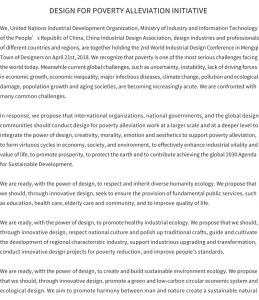 DESIGN FOR POVERTY ALLEVIATION INITIATIVE
We, United Nations Industrial Development Organization, Ministry of Industry and Information Technology
of the People's Republic of China, China Industrial Design Association, design industries and professionals
of different countries and regions, are together holding the 2nd World Industrial Design Conference in Mengqi
Town of Designers on April 21st, 2018. We recognize that poverty is one of the most serious challenges facing
the world today. Meanwhile current global challenges, such as uncertainty, instability, lack of driving forces
in economic growth, economic inequality, major infectious diseases, climate change, pollution and ecological
damage, population growth and aging societies, are becoming increasingly acute. We are confronted with
many common challenges.
In response, we propose that international organizations, national governments, and the global design
communities should conduct design for poverty alleviation work at a larger scale and at a deeper level to
integrate the power of design, creativity, morality, emotion and aesthetics to support poverty alleviation,
to form virtuous cycles in economy, society, and environment, to effectively enhance industrial vitality and
value of life, to promote prosperity, to protect the earth and to contribute achieving the global 2030 Agenda
for Sustainable Development.
We are ready, with the power of design, to respect and inherit diverse humanity ecology. We propose that
we should, through innovative design, seek to ensure the provision of fundamental public services, such
as education, health care, elderly care and community, and to improve quality of life.
We are ready, with the power of design, to promote healthy industrial ecology. We propose that we should,
through innovative design, respect national culture and polish up traditional crafts, guide and cultivate
the development of regional characteristic industry, support industrious upgrading and transformation,
conduct innovative design projects for poverty reduction, and improve people's standards.
We are ready, with the power of design, to create and build sustainable environment ecology. We propose
that we should, through innovative design, promote a green and low-carbon circular economic system and
ecological design. We aim to promote harmony between man and nature create a sustainable natural